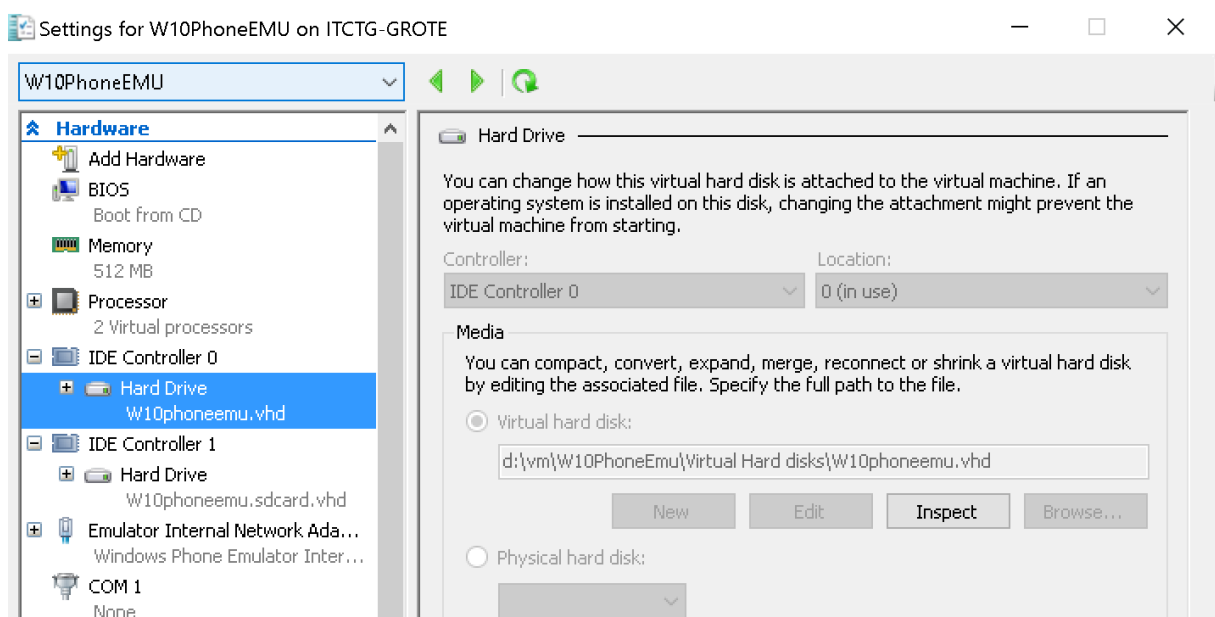 Settings for W10PhoneEMU on ITCTG-GROTE
W10PhoneEMU
Hardware
Add Hardware
BIOS
Boot from CD
Memory
512 MB
Processor
2 Virtual processors
IDE Controller 0
Hard Drive
W10phoneemu.vhd
IDE Controller 1
Hard Drive
W10phoneemu.sdcard.vhd
Emulator Internal Network Ada...
Windows Phone Emulator Inter...
COM 1
None
Hard Drive
You can change how this virtual hard disk is attached to the virtual machine. If an
operating system is installed on this disk, changing the attachment might prevent the
virtual machine from starting.
Controller:
Location:
IDE Controller 0
0 (in use)
Media
You can compact, convert, expand, merge, reconnect or shrink a virtual hard disk
by editing the associated file. Specify the full path to the file.
Virtual hard disk:
d:\vm\W10PhoneEmu\Virtual Hard disks\W10phoneemu.vhd
New
Edit
Inspect
Browse...
Physical hard disk: